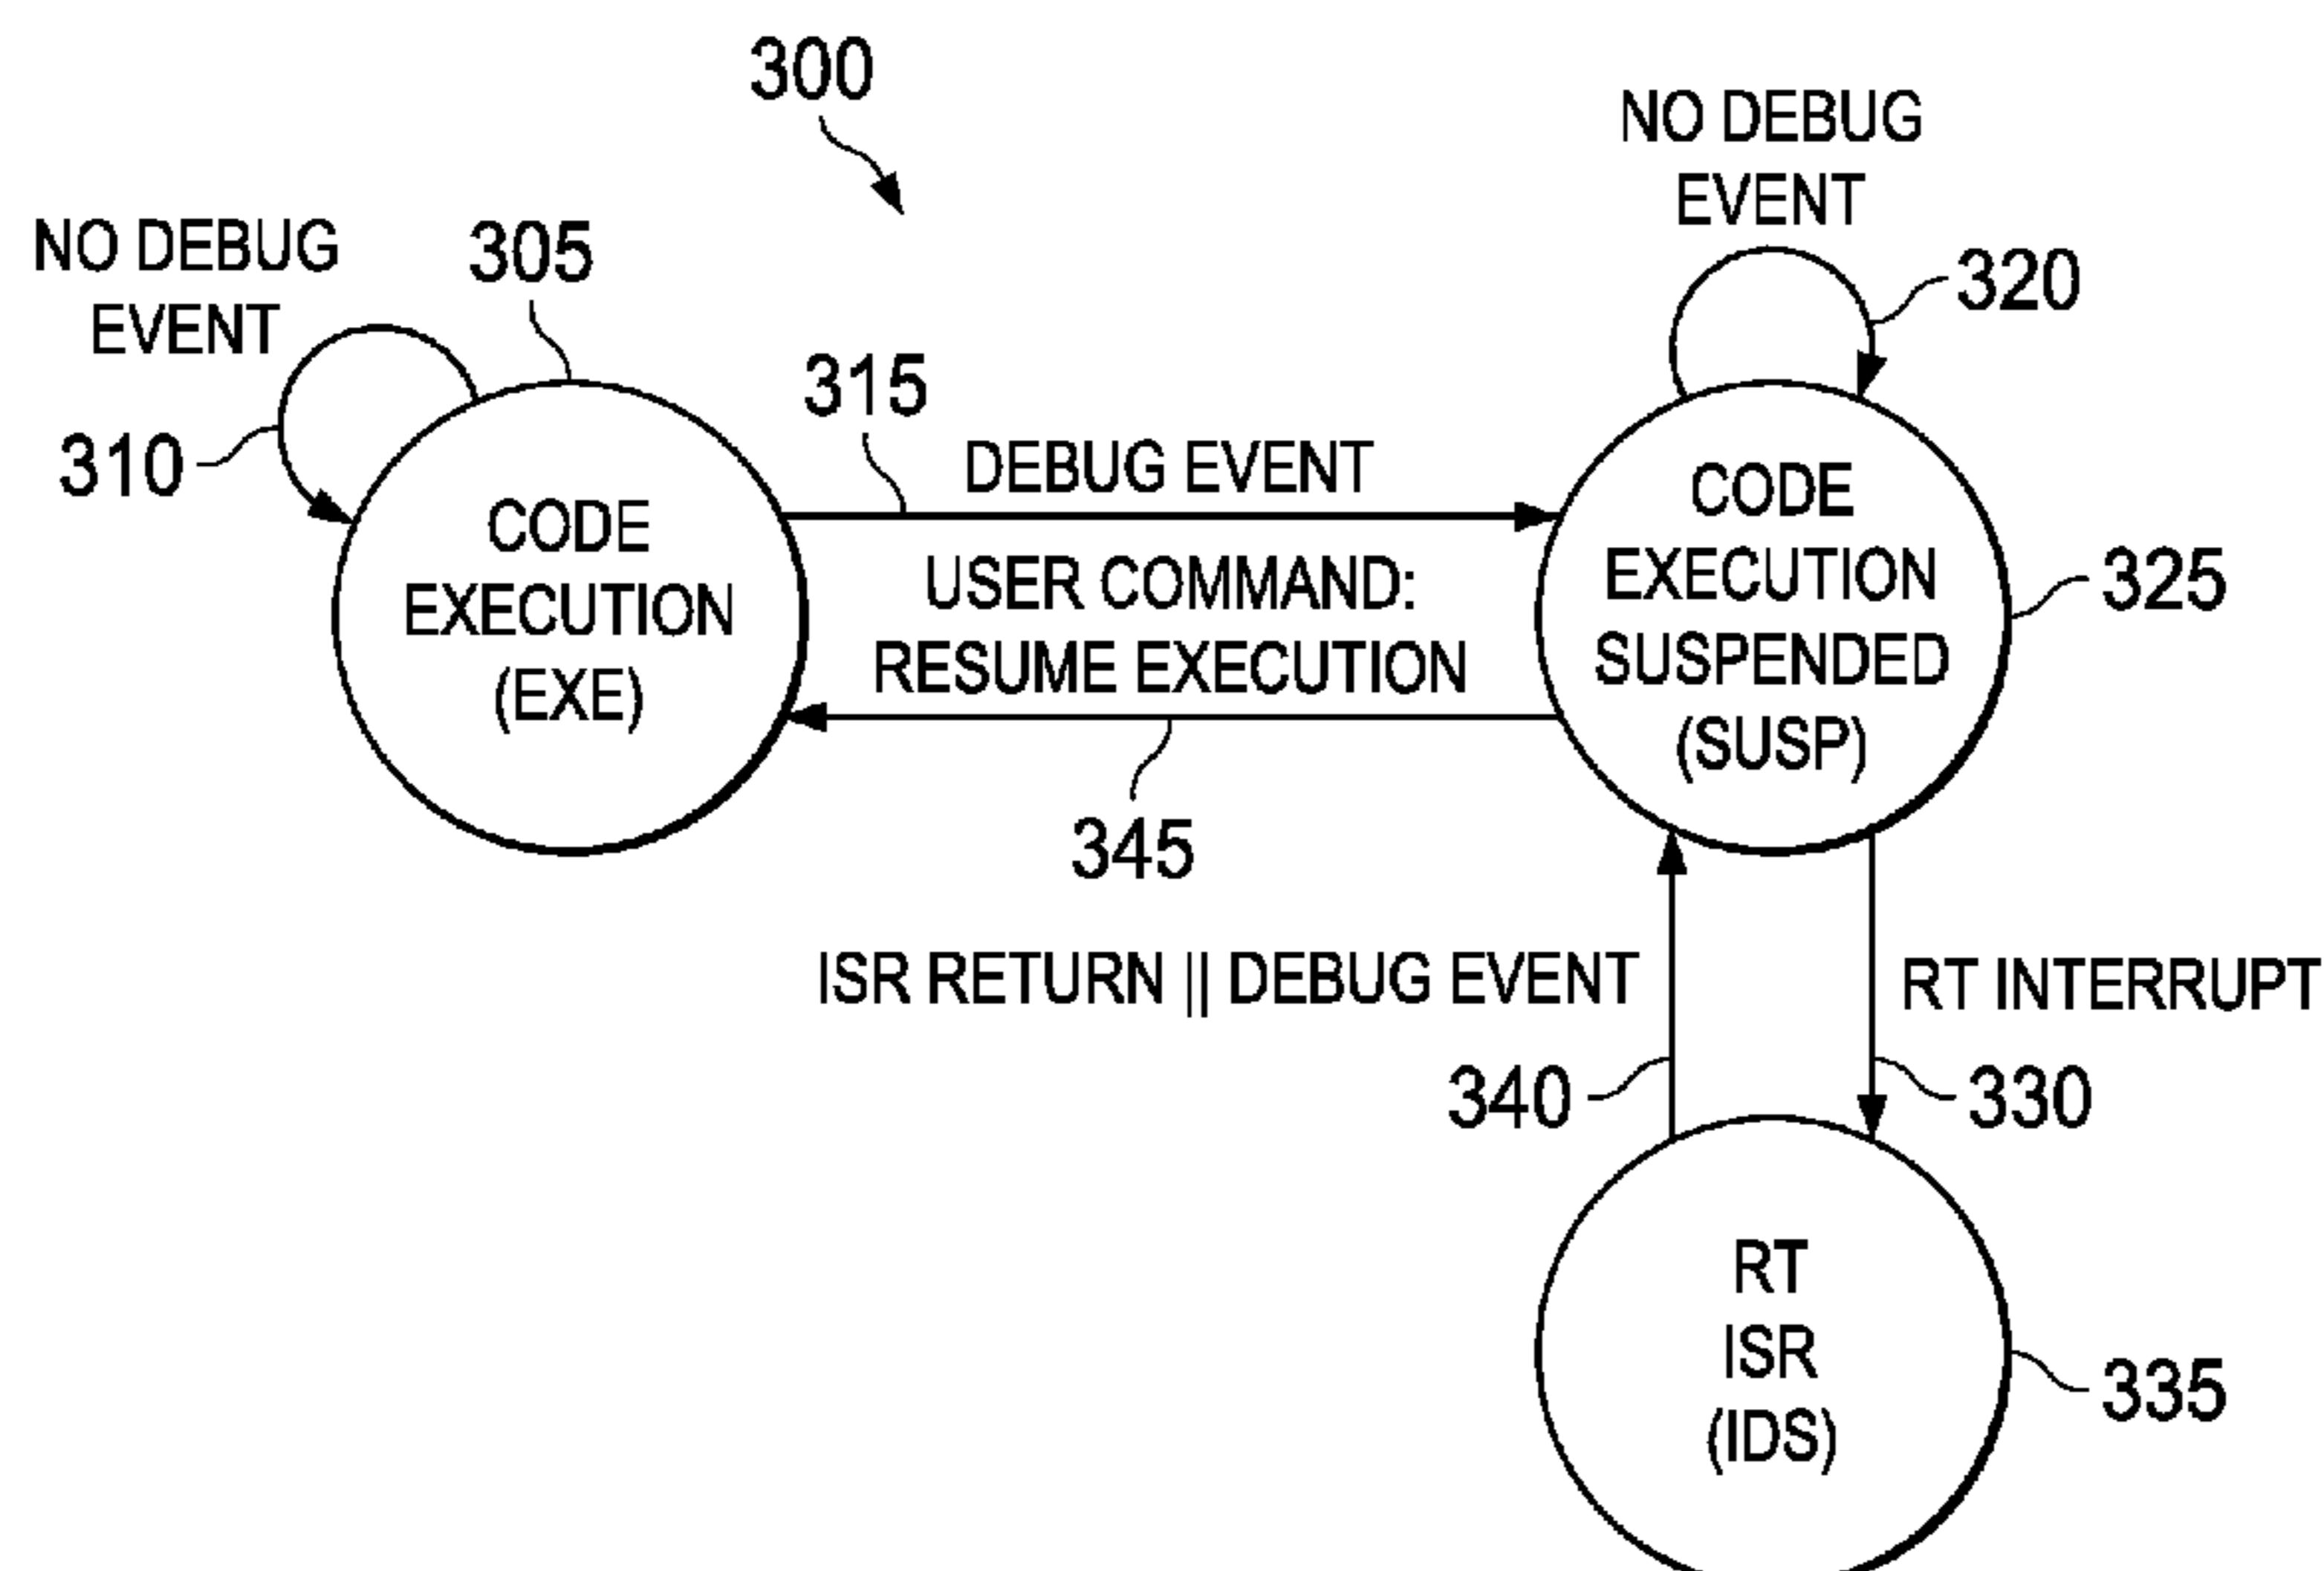 300
NO DEBUG
EVENT
320
NO DEBUG
EVENT
305
310
315
DEBUG EVENT
CODE
EXECUTION
(EXE)
USER COMMAND:
RESUME EXECUTION
345
CODE
EXECUTION
SUSPENDED
(SUSP)
325
ISR RETURN || DEBUG EVENT
RT INTERRUPT
340
330
RT
ISR
(IDS)
335